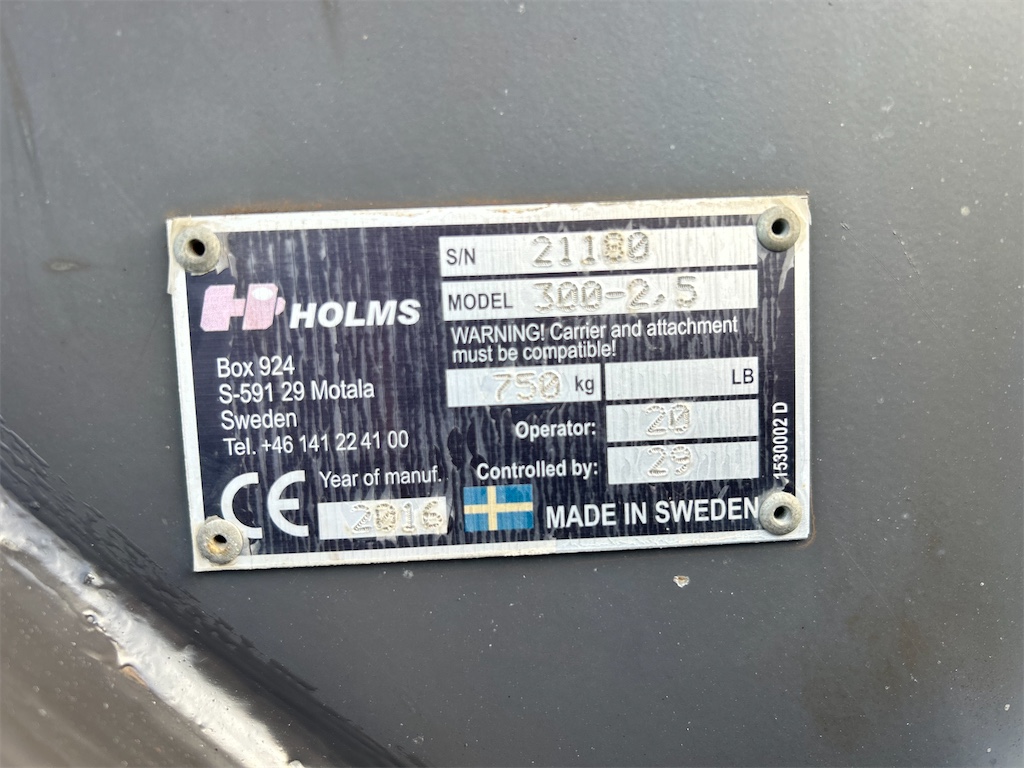 HOLMS
Box 924
S-591 29 Motala
Sweden
Tel. +46 141 22 41 00
CE
Year of manuf.
2016
S/N 21180
MODEL 300-2,5
WARNING! Carrier and attachment
must be compatible!
750 kg
LB
Operator: 20
Controlled by: 29
MADE IN SWEDEN
1530002 D